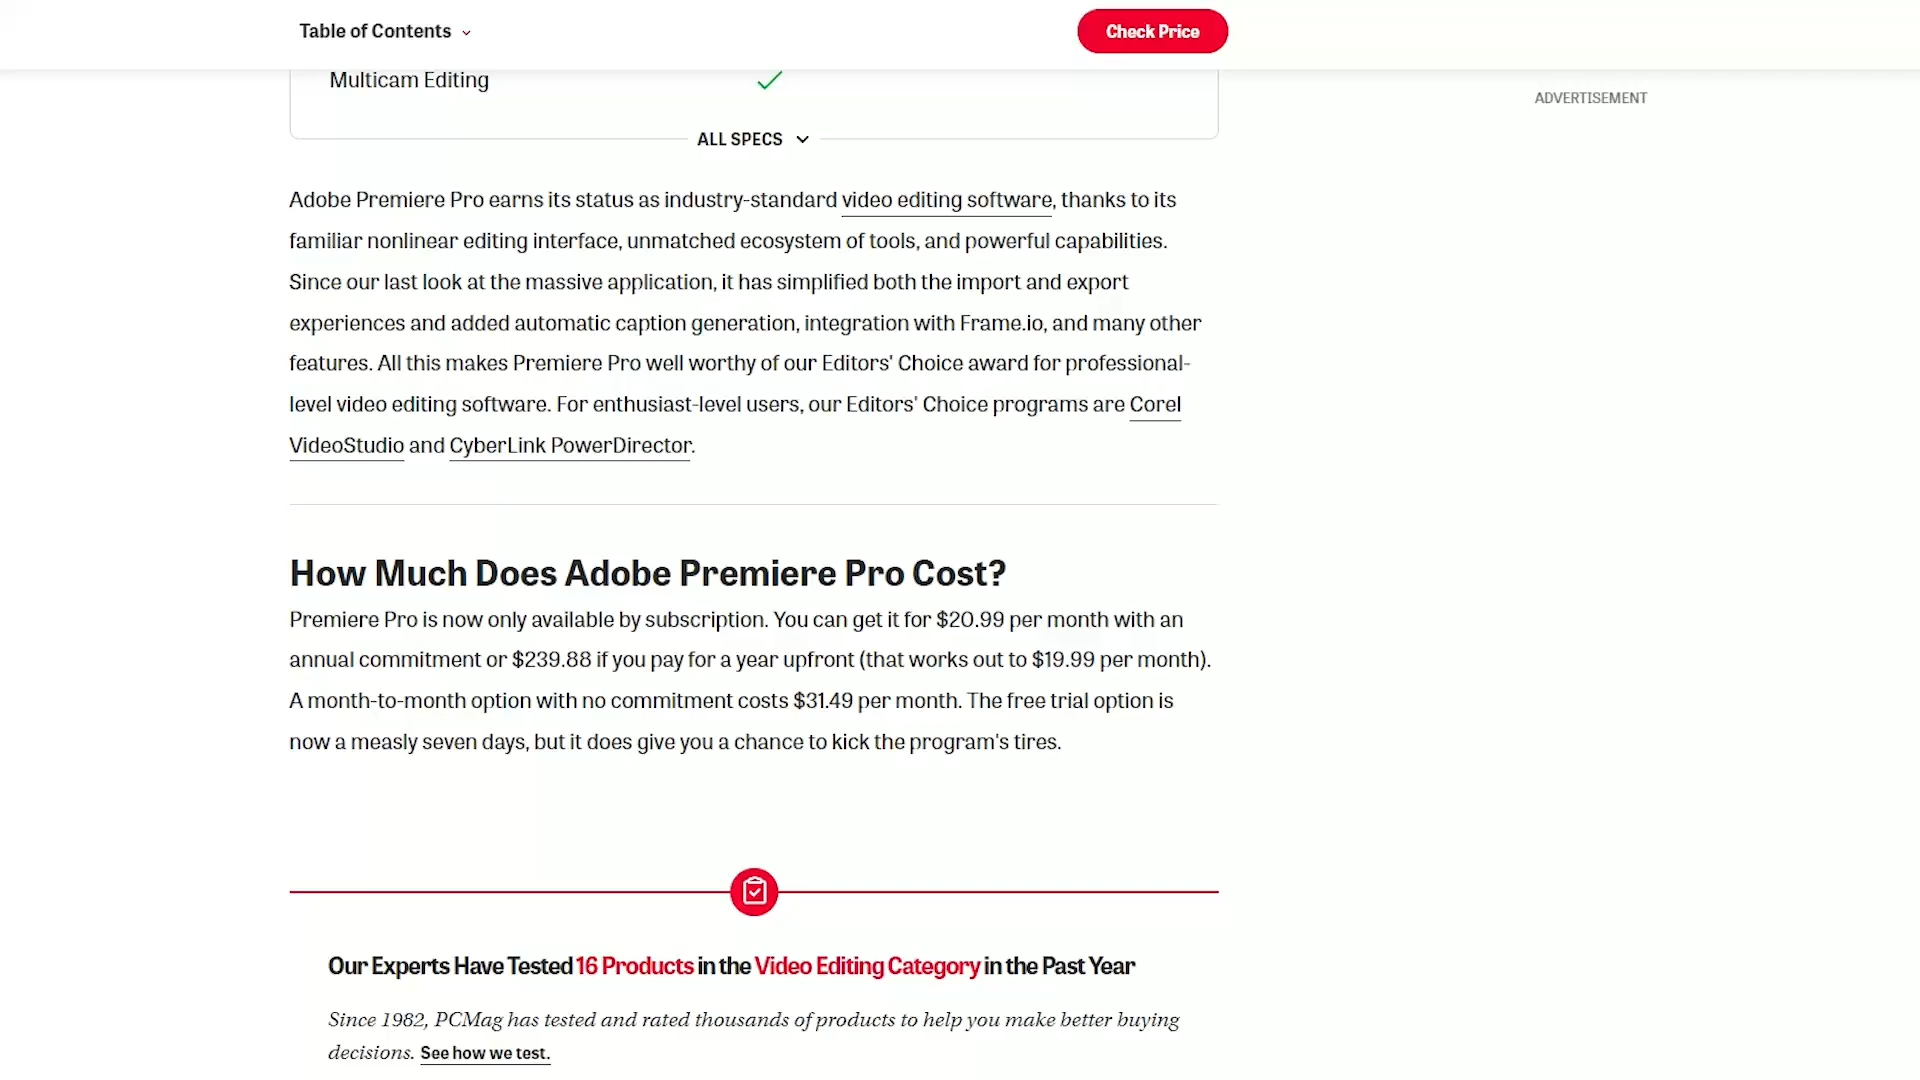 Table of Contents
Check Price
Multicam Editing
ADVERTISEMENT
ALL SPECS
Adobe Premiere Pro earns its status as industry-standard video editing software, thanks to its
familiar nonlinear editing interface, unmatched ecosystem of tools, and powerful capabilities.
Since our last look at the massive application, it has simplified both the import and export
experiences and added automatic caption generation, integration with Frame.io, and many other
features. All this makes Premiere Pro well worthy of our Editors' Choice award for professional-
level video editing software. For enthusiast-level users, our Editors' Choice programs are Corel
VideoStudio and CyberLink PowerDirector.
How Much Does Adobe Premiere Pro Cost?
Premiere Pro is now only available by subscription. You can get it for $20.99 per month with an
annual commitment or $239.88 if you pay for a year upfront (that works out to $19.99 per month).
A month-to-month option with no commitment costs $31.49 per month. The free trial option is
now a measly seven days, but it does give you a chance to kick the program's tires.
Our Experts Have Tested 16 Products in the Video Editing Category in the Past Year
Since 1982, PCMag has tested and rated thousands of products to help you make better buying
decisions. See how we test.